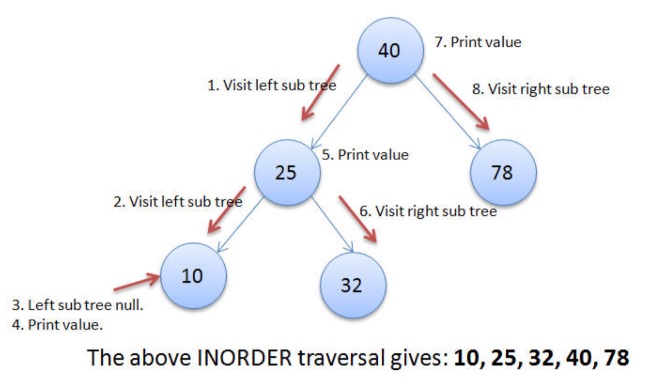 40
7. Print value
1. Visit left sub tree
8. Visit right sub tree
5. Print value
25
78
2. Visit left sub tree
6. Visit right sub tree
10
32
3. Left sub tree null.
4. Print value.
The above INORDER traversal gives: 10, 25, 32, 40, 78